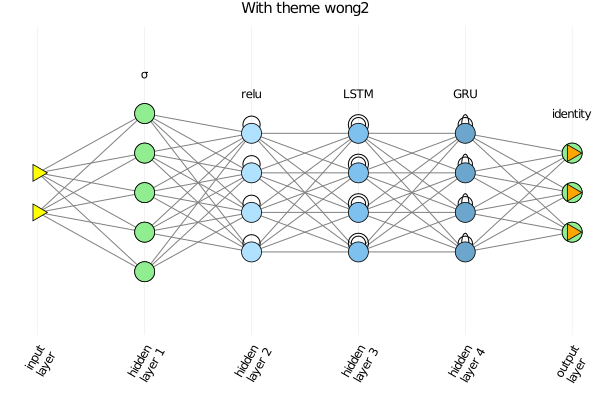 With theme wong2
σ
relu
LSTM
GRU
identity
input
layer
hidden
layer 1
hidden
layer 2
hidden
layer 3
hidden
layer 4
output
layer